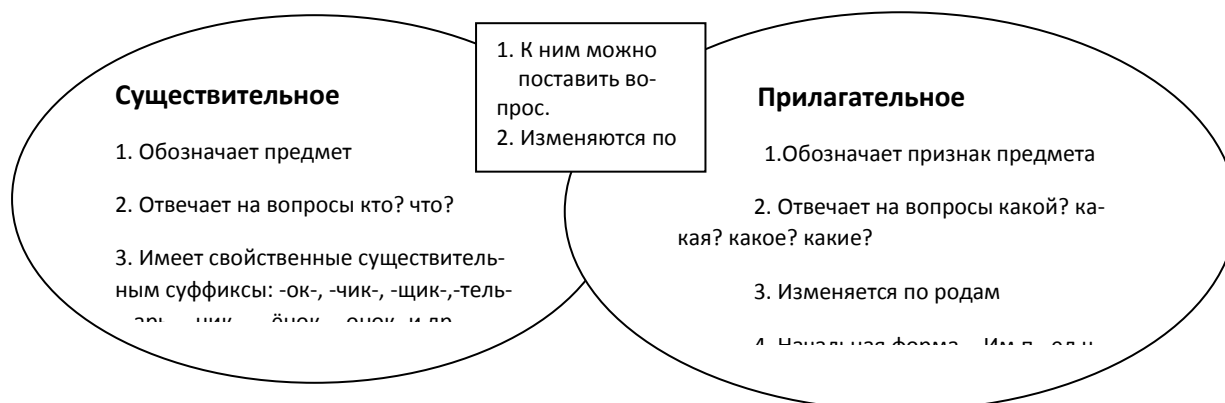 Существительное
1. Обозначает предмет
2. Отвечает на вопросы кто? что?
3. Имеет свойственные существитель-
ным суффиксы: -ок-, -чик-, -щик-,-тель-
1. К ним можно
поставить во-
прос.
2. Изменяются по
Прилагательное
1.Обозначает признак предмета
2. Отвечает на вопросы какой? ка-
кая? какое? какие?
3. Изменяется по родам